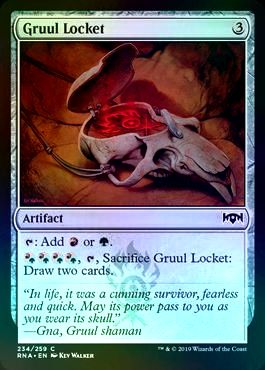 Gruul Locket 3
Artifact
: Add or .
, , Sacrifice Gruul Locket:
Draw two cards.
"In life, it was a cunning survivor, fearless
and quick. May its power pass to you as
you wear its skull."
—Gna, Gruul shaman
234/259 C
RNA • EN KEV WALKER
™ & © 2019 Wizards of the Coast